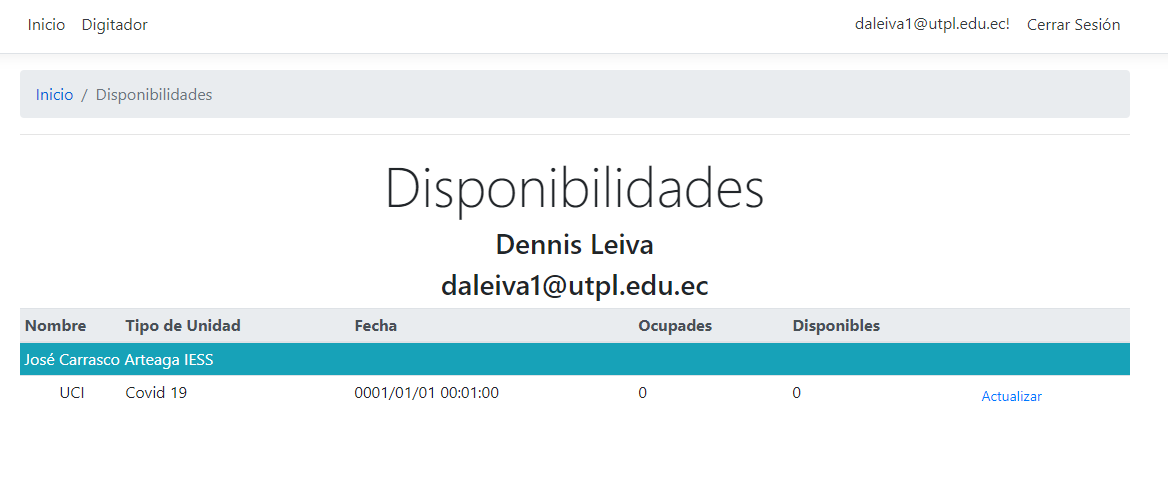 Inicio Digitador daleiva1@utpl.edu.ec! Cerrar Sesión
Inicio / Disponibilidades
Disponibilidades
Dennis Leiva
daleiva1@utpl.edu.ec
Nombre Tipo de Unidad Fecha Ocupades Disponibles
José Carrasco Arteaga IESS
UCI Covid 19 0001/01/01 00:01:00 0 0 Actualizar